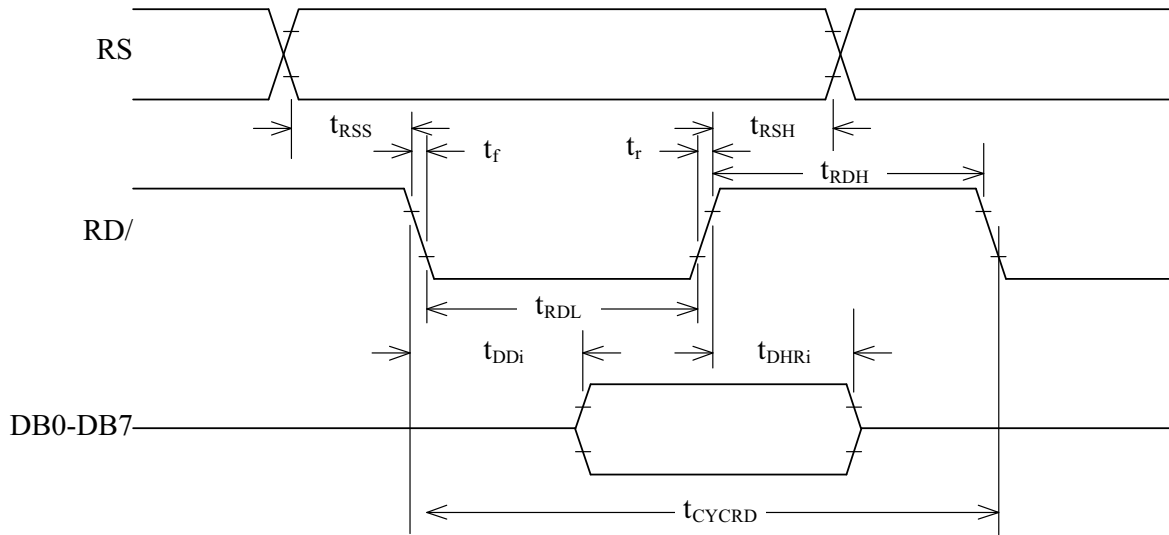 RS
tRSS
tRSH
tf
tr
tRDH
RD/
tRDL
tDDi
tDHRi
DB0-DB7
tCYCRD